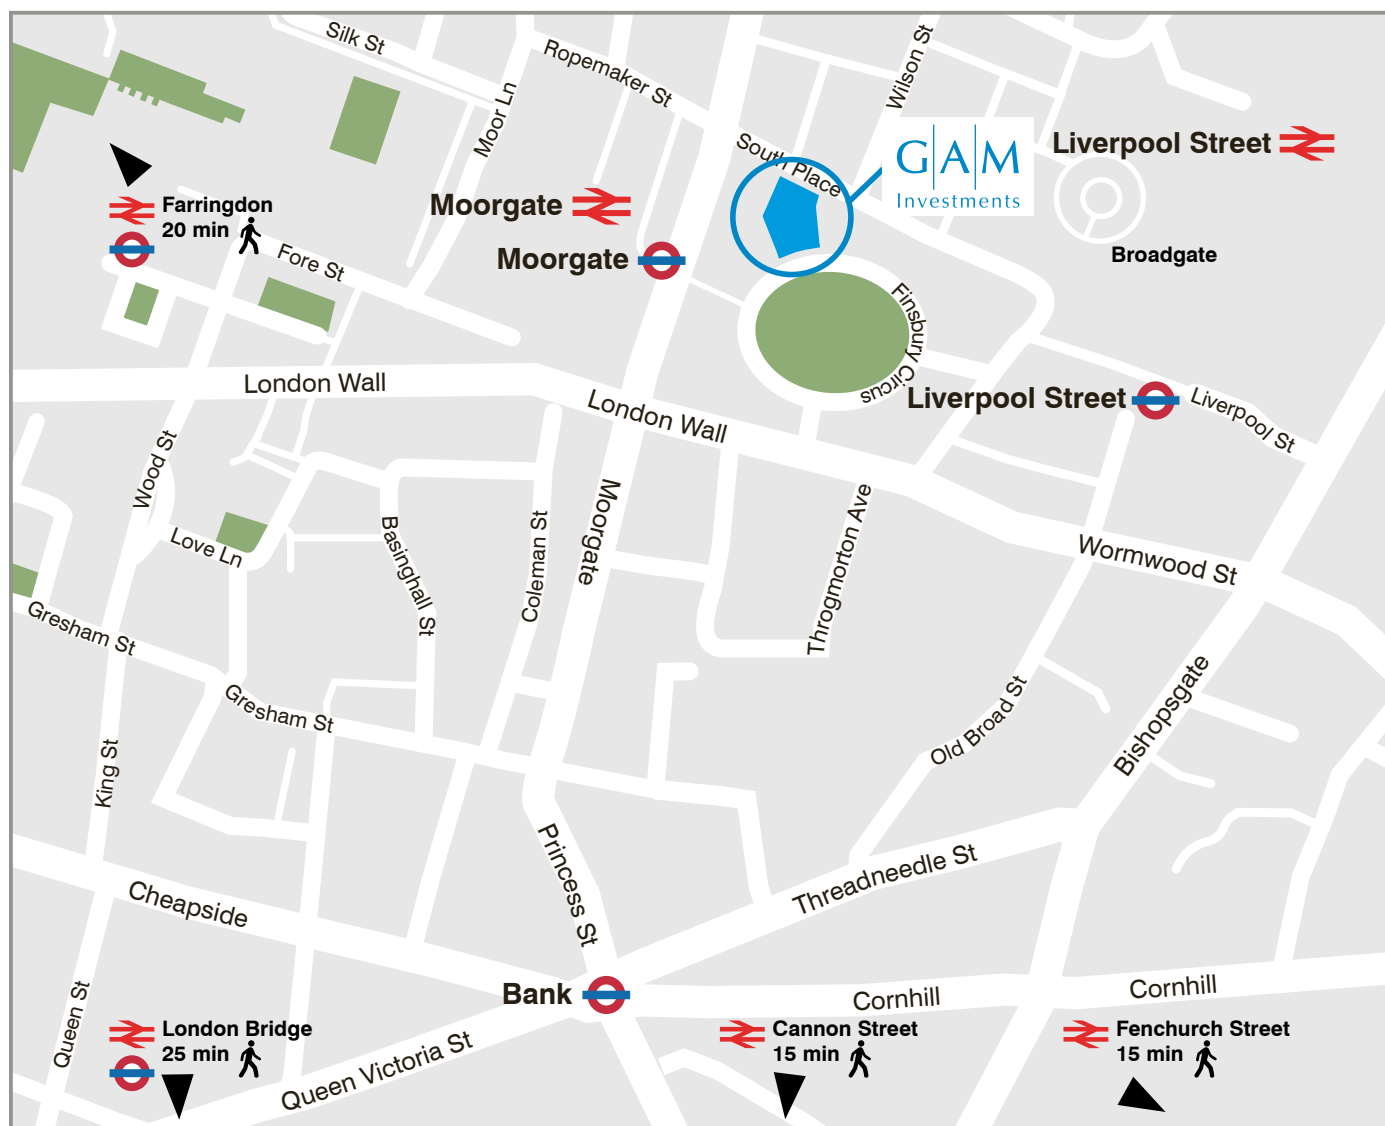 Silk St
Ropemaker St
Wilson St
Moor Ln
South Place
G|A|M
Investments
Liverpool Street
Moorgate
Farringdon
20 min
Moorgate
Fore St
Broadgate
Finsbury Circus
London Wall
London Wall
Liverpool Street
Liverpool St
Wood St
Love Ln
Basinghall St
Coleman St
Moorgate
Throgmorton Ave
Wormwood St
Gresham St
Gresham St
Old Broad St
Bishopsgate
King St
Princess St
Threadneedle St
Cheapside
Bank
Cornhill
Cornhill
Queen St
London Bridge
25 min
Queen Victoria St
Cannon Street
15 min
Fenchurch Street
15 min